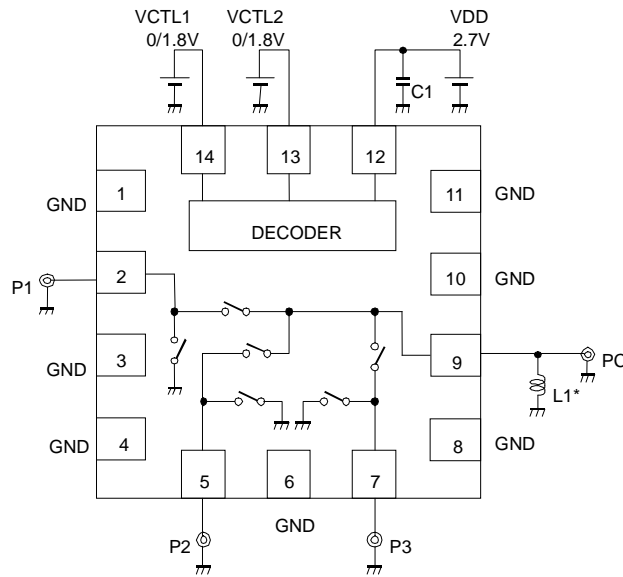 VCTL1
0/1.8V
VCTL2
0/1.8V
VDD
2.7V
C1
14
13
12
1
GND
11
GND
DECODER
P1
2
10
GND
GND
3
9
PC
L1*
GND
4
8
GND
5
6
7
GND
P2
P3